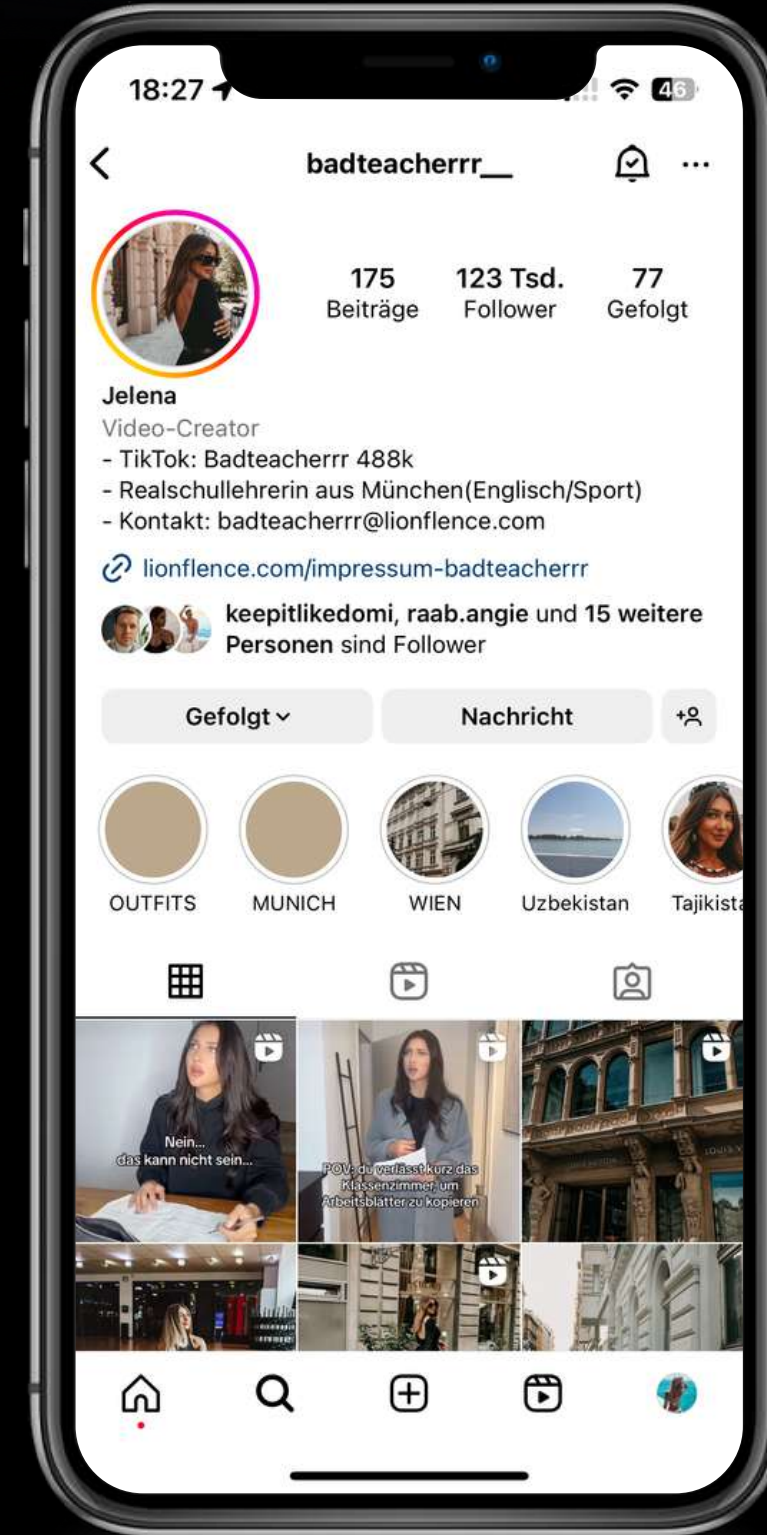 18:27
46
badteacherrr__
175
123 Tsd.
77
Beiträge
Follower
Gefolgt
Jelena
Video-Creator
- TikTok: Badteacherrr 488k
- Realschullehrerin aus München(Englisch/Sport)
- Kontakt: badteacherrr@lionflence.com
lionflence.com/impressum-badteacherrr
keepitlikedomi, raab.angie und 15 weitere
Personen sind Follower
Gefolgt
Nachricht
OUTFITS
MUNICH
WIEN
Uzbekistan
Tajikista
Nein...
das kann nicht sein...
POV: du verlässt kurz das
Klassenzimmer, um
Arbeitsblätter zu kopieren